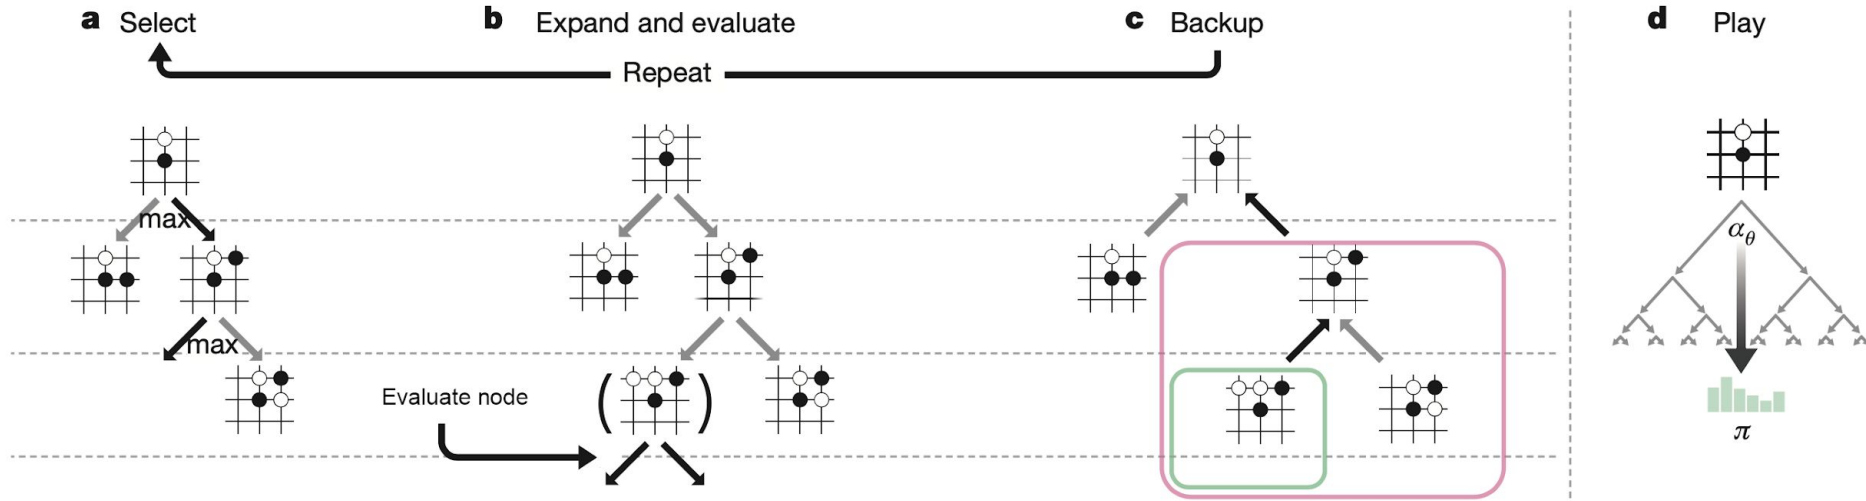 a Select
b Expand and evaluate
c Backup
d Play
Repeat
max
max
Evaluate node
( )
αθ
π